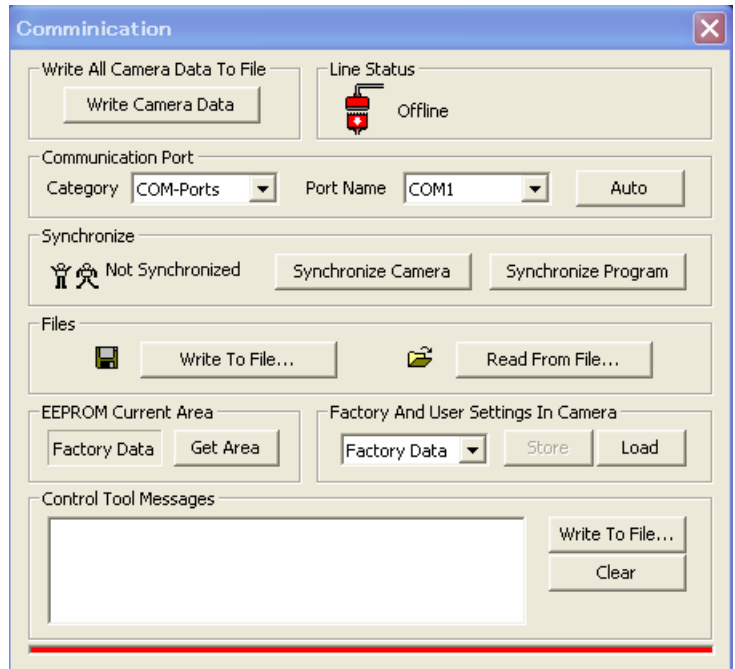 Comminication
Write All Camera Data To File
Write Camera Data
Line Status
Offline
Communication Port
Category COM-Ports Port Name COM1 Auto
Synchronize
Not Synchronized Synchronize Camera Synchronize Program
Files
Write To File... Read From File...
EEPROM Current Area
Factory Data Get Area
Factory And User Settings In Camera
Factory Data Store Load
Control Tool Messages
Write To File...
Clear